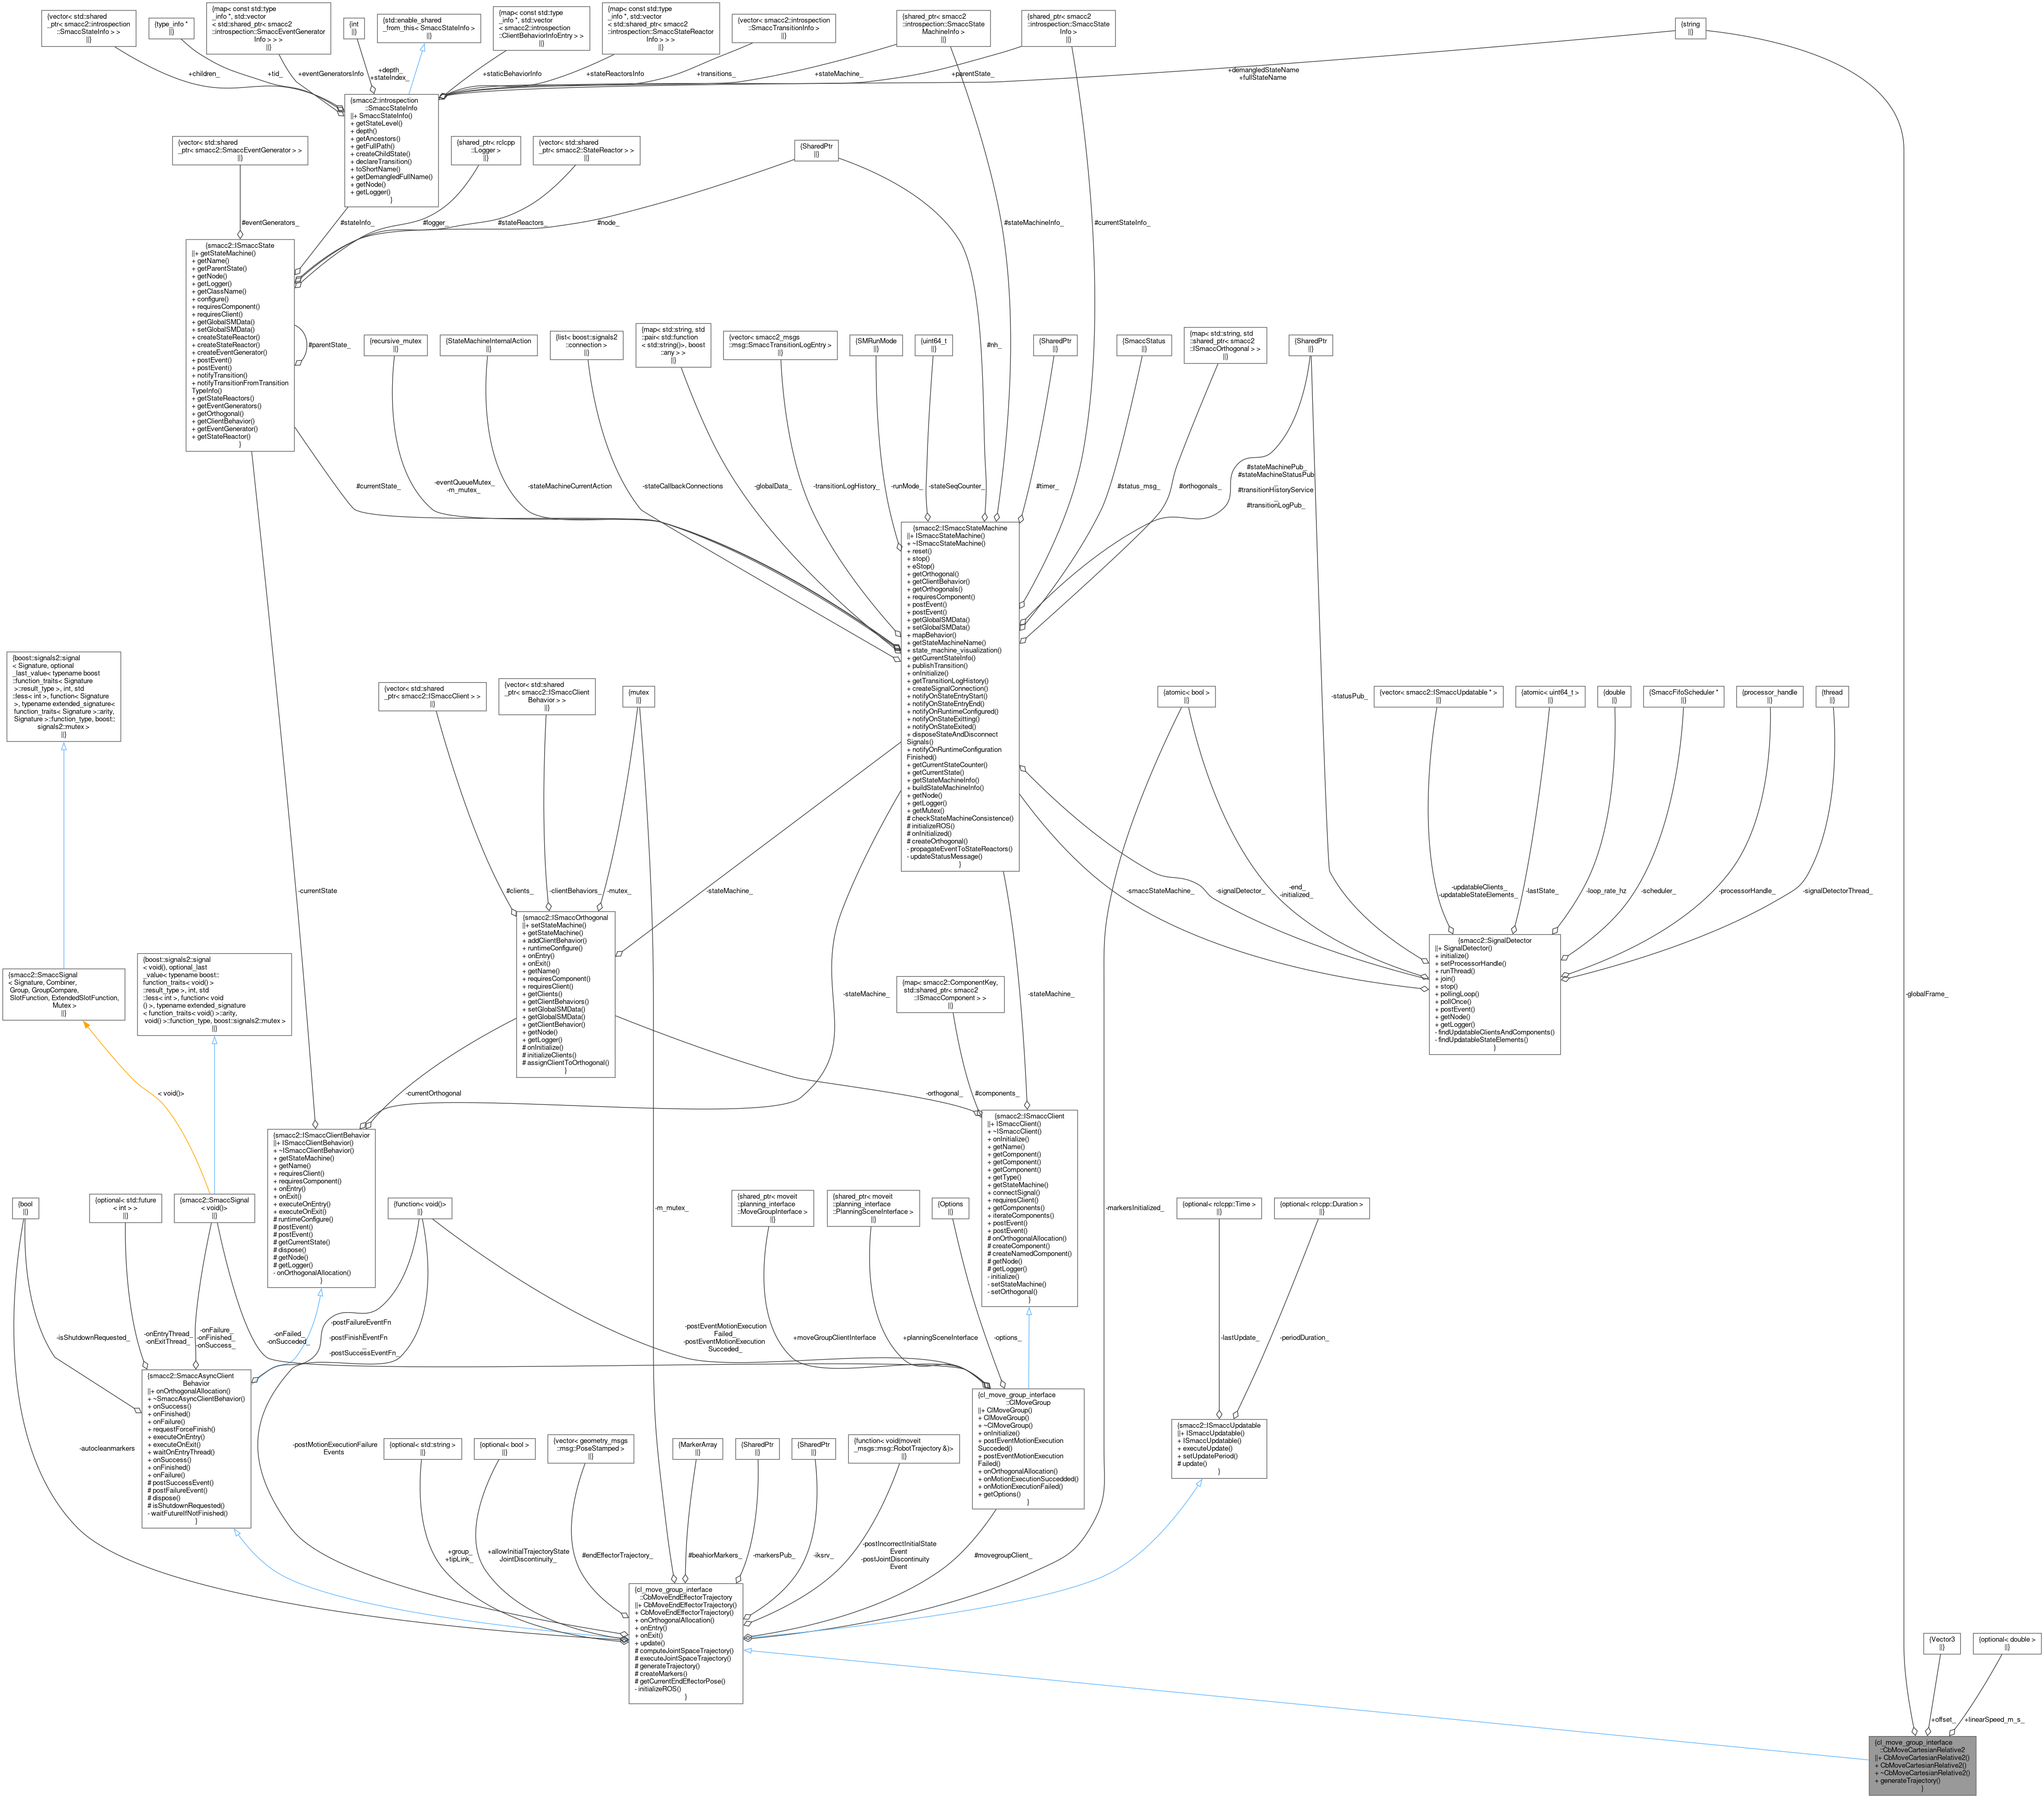 {vector< std::shared
_ptr< smacc2::introspection
::SmaccStateInfo > >
||}
{type_info *
||}
{map< const std::type
_info *, std::vector
< std::shared_ptr< smacc2
::introspection::SmaccEventGenerator
Info > > >
||}
{int
||}
{std::enable_shared
_from_this< SmaccStateInfo >
||}
{map< const std::type
_info *, std::vector
< smacc2::introspection
::ClientBehaviorInfoEntry > >
||}
{map< const std::type
_info *, std::vector
< std::shared_ptr< smacc2
::introspection::SmaccStateReactor
Info > > >
||}
{vector< smacc2::introspection
::SmaccTransitionInfo >
||}
{shared_ptr< smacc2
::introspection::SmaccState
MachineInfo >
||}
{shared_ptr< smacc2
::introspection::SmaccState
Info >
||}
{string
||}
+children_
+tid_
+eventGeneratorsInfo
+depth_
+stateIndex_
+staticBehaviorInfo
+stateReactorsInfo
+transitions_
+stateMachine_
+parentState_
+demangledStateName
+fullStateName
{smacc2::introspection
::SmaccStateInfo
||+ SmaccStateInfo()
+ getStateLevel()
+ depth()
+ getAncestors()
+ getFullPath()
+ createChildState()
+ declareTransition()
+ toShortName()
+ getDemangledFullName()
+ getNode()
+ getLogger()
}
{vector< std::shared
_ptr< smacc2::SmaccEventGenerator > >
||}
{shared_ptr< rclcpp
::Logger >
||}
{vector< std::shared
_ptr< smacc2::StateReactor > >
||}
{SharedPtr
||}
#eventGenerators_
#stateInfo_
#logger_
#stateReactors_
#node_
#stateMachineInfo_
#currentStateInfo_
{smacc2::ISmaccState
||+ getStateMachine()
+ getName()
+ getParentState()
+ getNode()
+ getLogger()
+ getClassName()
+ configure()
+ requiresComponent()
+ requiresClient()
+ getGlobalSMData()
+ setGlobalSMData()
+ createStateReactor()
+ createStateReactor()
+ createEventGenerator()
+ postEvent()
+ postEvent()
+ notifyTransition()
+ notifyTransitionFromTransition
TypeInfo()
+ getStateReactors()
+ getEventGenerators()
+ getOrthogonal()
+ getClientBehavior()
+ getEventGenerator()
+ getStateReactor()
}
#parentState_
{recursive_mutex
||}
{StateMachineInternalAction
||}
{list< boost::signals2
::connection >
||}
{map< std::string, std
::pair< std::function
< std::string()>, boost
::any > >
||}
{vector< smacc2_msgs
::msg::SmaccTransitionLogEntry >
||}
{SMRunMode
||}
{uint64_t
||}
#nh_
{SharedPtr
||}
{SmaccStatus
||}
{map< std::string, std
::shared_ptr< smacc2
::ISmaccOrthogonal > >
||}
{SharedPtr
||}
#currentState_
-eventQueueMutex_
-m_mutex_
-stateMachineCurrentAction
-stateCallbackConnections
-globalData_
-transitionLogHistory_
-runMode_
-stateSeqCounter_
#timer_
#status_msg_
#orthogonals_
#stateMachinePub_
#stateMachineStatusPub
_
#transitionHistoryService
_
#transitionLogPub_
{smacc2::ISmaccStateMachine
||+ ISmaccStateMachine()
+ ~ISmaccStateMachine()
+ reset()
+ stop()
+ eStop()
+ getOrthogonal()
+ getClientBehavior()
+ getOrthogonals()
+ requiresComponent()
+ postEvent()
+ postEvent()
+ getGlobalSMData()
+ setGlobalSMData()
+ mapBehavior()
+ getStateMachineName()
+ state_machine_visualization()
+ getCurrentStateInfo()
+ publishTransition()
+ onInitialize()
+ getTransitionLogHistory()
+ createSignalConnection()
+ notifyOnStateEntryStart()
+ notifyOnStateEntryEnd()
+ notifyOnRuntimeConfigured()
+ notifyOnStateExitting()
+ notifyOnStateExited()
+ disposeStateAndDisconnect
Signals()
+ notifyOnRuntimeConfiguration
Finished()
+ getCurrentStateCounter()
+ getCurrentState()
+ getStateMachineInfo()
+ buildStateMachineInfo()
+ getNode()
+ getLogger()
+ getMutex()
# checkStateMachineConsistence()
# initializeROS()
# onInitialized()
# createOrthogonal()
- propagateEventToStateReactors()
- updateStatusMessage()
}
{boost::signals2::signal
< Signature, optional
_last_value< typename boost
::function_traits< Signature
>::result_type >, int, std
::less< int >, function< Signature
>, typename extended_signature<
function_traits< Signature >::arity,
Signature >::function_type, boost::
signals2::mutex >
||}
{vector< std::shared
_ptr< smacc2::ISmaccClient > >
||}
{vector< std::shared
_ptr< smacc2::ISmaccClient
Behavior > >
||}
{mutex
||}
{atomic< bool >
||}
-statusPub_
{vector< smacc2::ISmaccUpdatable * >
||}
{atomic< uint64_t >
||}
{double
||}
{SmaccFifoScheduler *
||}
{processor_handle
||}
{thread
||}
-currentState
#clients_
-clientBehaviors_
-mutex_
-stateMachine_
-smaccStateMachine_
-signalDetector_
-end_
-initialized_
-updatableClients_
-updatableStateElements_
-lastState_
-loop_rate_hz
-scheduler_
-processorHandle_
-signalDetectorThread_
{smacc2::ISmaccOrthogonal
||+ setStateMachine()
+ getStateMachine()
+ addClientBehavior()
+ runtimeConfigure()
+ onEntry()
+ onExit()
+ getName()
+ requiresComponent()
+ requiresClient()
+ getClients()
+ getClientBehaviors()
+ setGlobalSMData()
+ getGlobalSMData()
+ getClientBehavior()
+ getNode()
+ getLogger()
# onInitialize()
# initializeClients()
# assignClientToOrthogonal()
}
{smacc2::SignalDetector
||+ SignalDetector()
+ initialize()
+ setProcessorHandle()
+ runThread()
+ join()
+ stop()
+ pollingLoop()
+ pollOnce()
+ postEvent()
+ getNode()
+ getLogger()
- findUpdatableClientsAndComponents()
- findUpdatableStateElements()
}
{smacc2::SmaccSignal
< Signature, Combiner,
Group, GroupCompare,
SlotFunction, ExtendedSlotFunction,
Mutex >
||}
{boost::signals2::signal
< void(), optional_last
_value< typename boost::
function_traits< void() >
::result_type >, int, std
::less< int >, function< void
() >, typename extended_signature
< function_traits< void() >::arity,
void() >::function_type, boost::signals2::mutex >
||}
-stateMachine_
{map< smacc2::ComponentKey,
std::shared_ptr< smacc2
::ISmaccComponent > >
||}
-stateMachine_
-globalFrame_
< void()>
-currentOrthogonal
-orthogonal_
#components_
{smacc2::ISmaccClientBehavior
||+ ISmaccClientBehavior()
+ ~ISmaccClientBehavior()
+ getStateMachine()
+ getName()
+ requiresClient()
+ requiresComponent()
+ onEntry()
+ onExit()
+ executeOnEntry()
+ executeOnExit()
# runtimeConfigure()
# postEvent()
# postEvent()
# getCurrentState()
# dispose()
# getNode()
# getLogger()
- onOrthogonalAllocation()
}
{smacc2::ISmaccClient
||+ ISmaccClient()
+ ~ISmaccClient()
+ onInitialize()
+ getName()
+ getComponent()
+ getComponent()
+ getComponent()
+ getType()
+ getStateMachine()
+ connectSignal()
+ requiresClient()
+ getComponents()
+ iterateComponents()
+ postEvent()
+ postEvent()
# onOrthogonalAllocation()
# createComponent()
# createNamedComponent()
# getNode()
# getLogger()
- initialize()
- setStateMachine()
- setOrthogonal()
}
{bool
||}
{optional< std::future
< int > >
||}
{smacc2::SmaccSignal
< void()>
||}
{function< void()>
||}
-m_mutex_
{shared_ptr< moveit
::planning_interface
::MoveGroupInterface >
||}
{shared_ptr< moveit
::planning_interface
::PlanningSceneInterface >
||}
{Options
||}
-markersInitialized_
{optional< rclcpp::Time >
||}
{optional< rclcpp::Duration >
||}
-isShutdownRequested_
-onEntryThread_
-onExitThread_
-onFailure_
-onFinished_
-onSuccess_
-onFailed_
-onSucceded_
-postFailureEventFn
_
-postFinishEventFn
_
-postSuccessEventFn_
-postEventMotionExecution
Failed_
-postEventMotionExecution
Succeded_
+moveGroupClientInterface
+planningSceneInterface
-options_
-lastUpdate_
-periodDuration_
{smacc2::SmaccAsyncClient
Behavior
||+ onOrthogonalAllocation()
+ ~SmaccAsyncClientBehavior()
+ onSuccess()
+ onFinished()
+ onFailure()
+ requestForceFinish()
+ executeOnEntry()
+ executeOnExit()
+ waitOnEntryThread()
+ onSuccess()
+ onFinished()
+ onFailure()
# postSuccessEvent()
# postFailureEvent()
# dispose()
# isShutdownRequested()
- waitFutureIfNotFinished()
}
{cl_move_group_interface
::ClMoveGroup
||+ ClMoveGroup()
+ ClMoveGroup()
+ ~ClMoveGroup()
+ onInitialize()
+ postEventMotionExecution
Succeded()
+ postEventMotionExecution
Failed()
+ onOrthogonalAllocation()
+ onMotionExecutionSuccedded()
+ onMotionExecutionFailed()
+ getOptions()
}
{smacc2::ISmaccUpdatable
||+ ISmaccUpdatable()
+ ISmaccUpdatable()
+ executeUpdate()
+ setUpdatePeriod()
# update()
}
-autocleanmarkers
-postMotionExecutionFailure
Events
{optional< std::string >
||}
{optional< bool >
||}
{vector< geometry_msgs
::msg::PoseStamped >
||}
{MarkerArray
||}
{SharedPtr
||}
{SharedPtr
||}
{function< void(moveit
_msgs::msg::RobotTrajectory &)>
||}
+group_
+tipLink_
+allowInitialTrajectoryState
JointDiscontinuity_
#endEffectorTrajectory_
#beahiorMarkers_
-markersPub_
-iksrv_
-postIncorrectInitialState
Event
-postJointDiscontinuity
Event
#movegroupClient_
{cl_move_group_interface
::CbMoveEndEffectorTrajectory
||+ CbMoveEndEffectorTrajectory()
+ CbMoveEndEffectorTrajectory()
+ onOrthogonalAllocation()
+ onEntry()
+ onExit()
+ update()
# computeJointSpaceTrajectory()
# executeJointSpaceTrajectory()
# generateTrajectory()
# createMarkers()
# getCurrentEndEffectorPose()
- initializeROS()
}
{Vector3
||}
{optional< double >
||}
+offset_
+linearSpeed_m_s_
{cl_move_group_interface
::CbMoveCartesianRelative2
||+ CbMoveCartesianRelative2()
+ CbMoveCartesianRelative2()
+ ~CbMoveCartesianRelative2()
+ generateTrajectory()
}